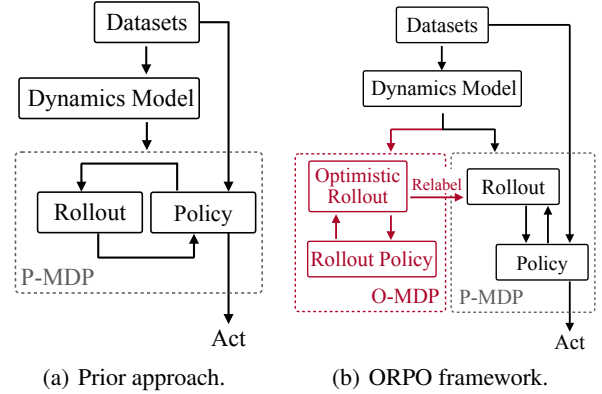 Datasets
Dynamics Model
Rollout
Policy
P-MDP
Act
(a) Prior approach.
Datasets
Dynamics Model
Optimistic
Rollout
Relabel
Rollout
Rollout Policy
Policy
O-MDP
P-MDP
Act
(b) ORPO framework.